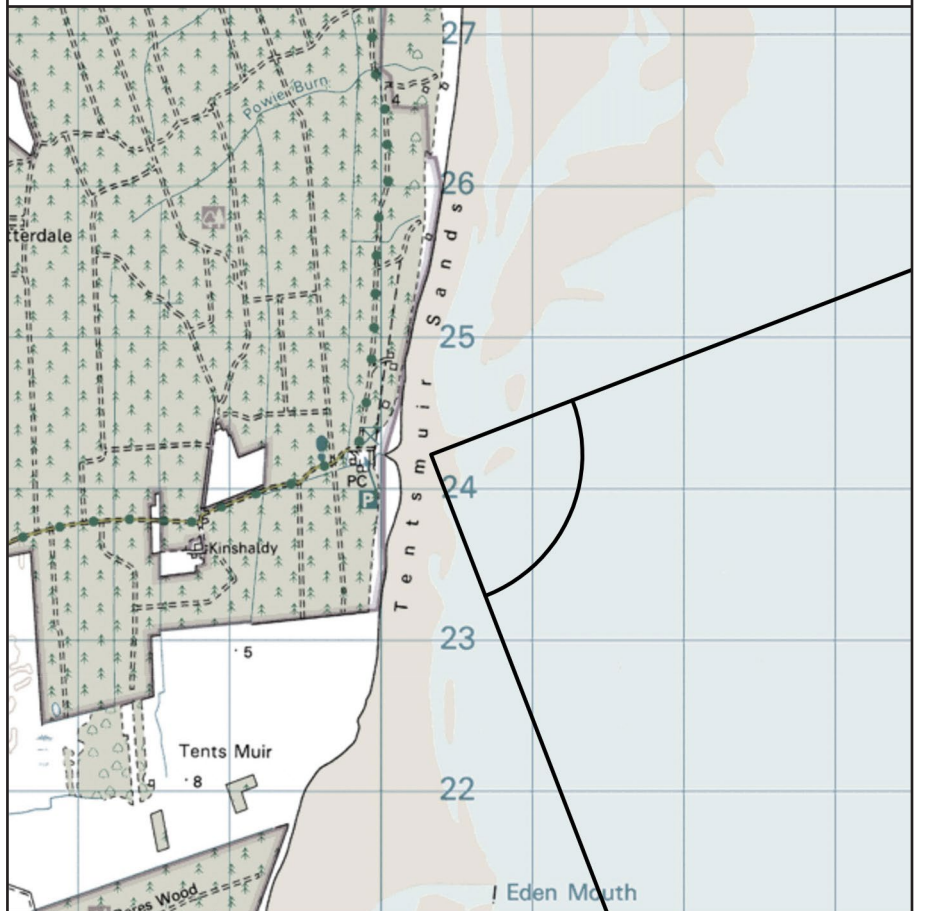 27
Powie Burn
4
26
tterdale
Tentsmuir Sands
25
PC
24
P
Kinshaldy
23
5
Tents Muir
8
22
Eden Mouth
Wood